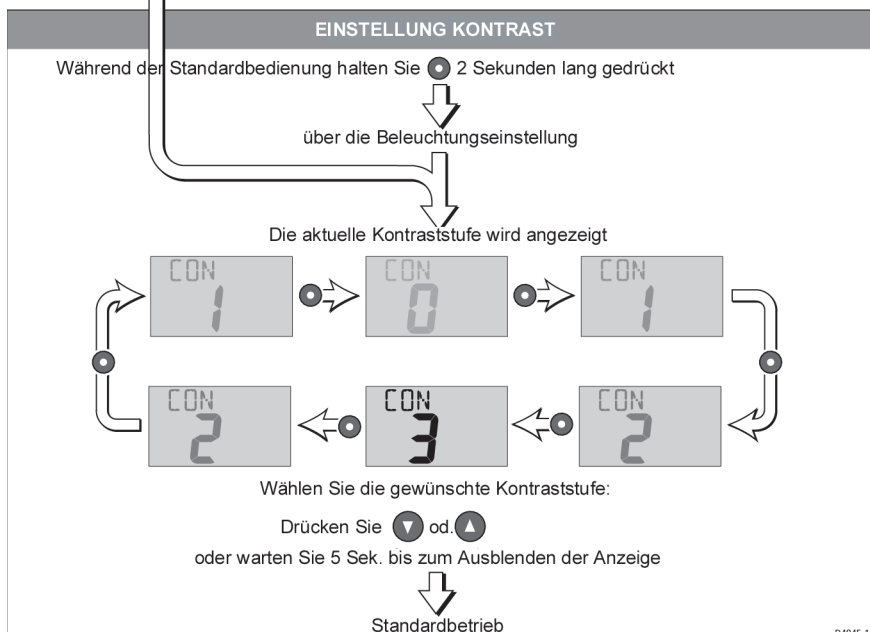 EINSTELLUNG KONTRAST
Während der Standardbedienung halten Sie 2 Sekunden lang gedrückt
über die Beleuchtungseinstellung
Die aktuelle Kontraststufe wird angezeigt
CON
1
CON
0
CON
1
CON
2
CON
3
CON
2
Wählen Sie die gewünschte Kontraststufe:
Drücken Sie od.
oder warten Sie 5 Sek. bis zum Ausblenden der Anzeige
Standardbetrieb